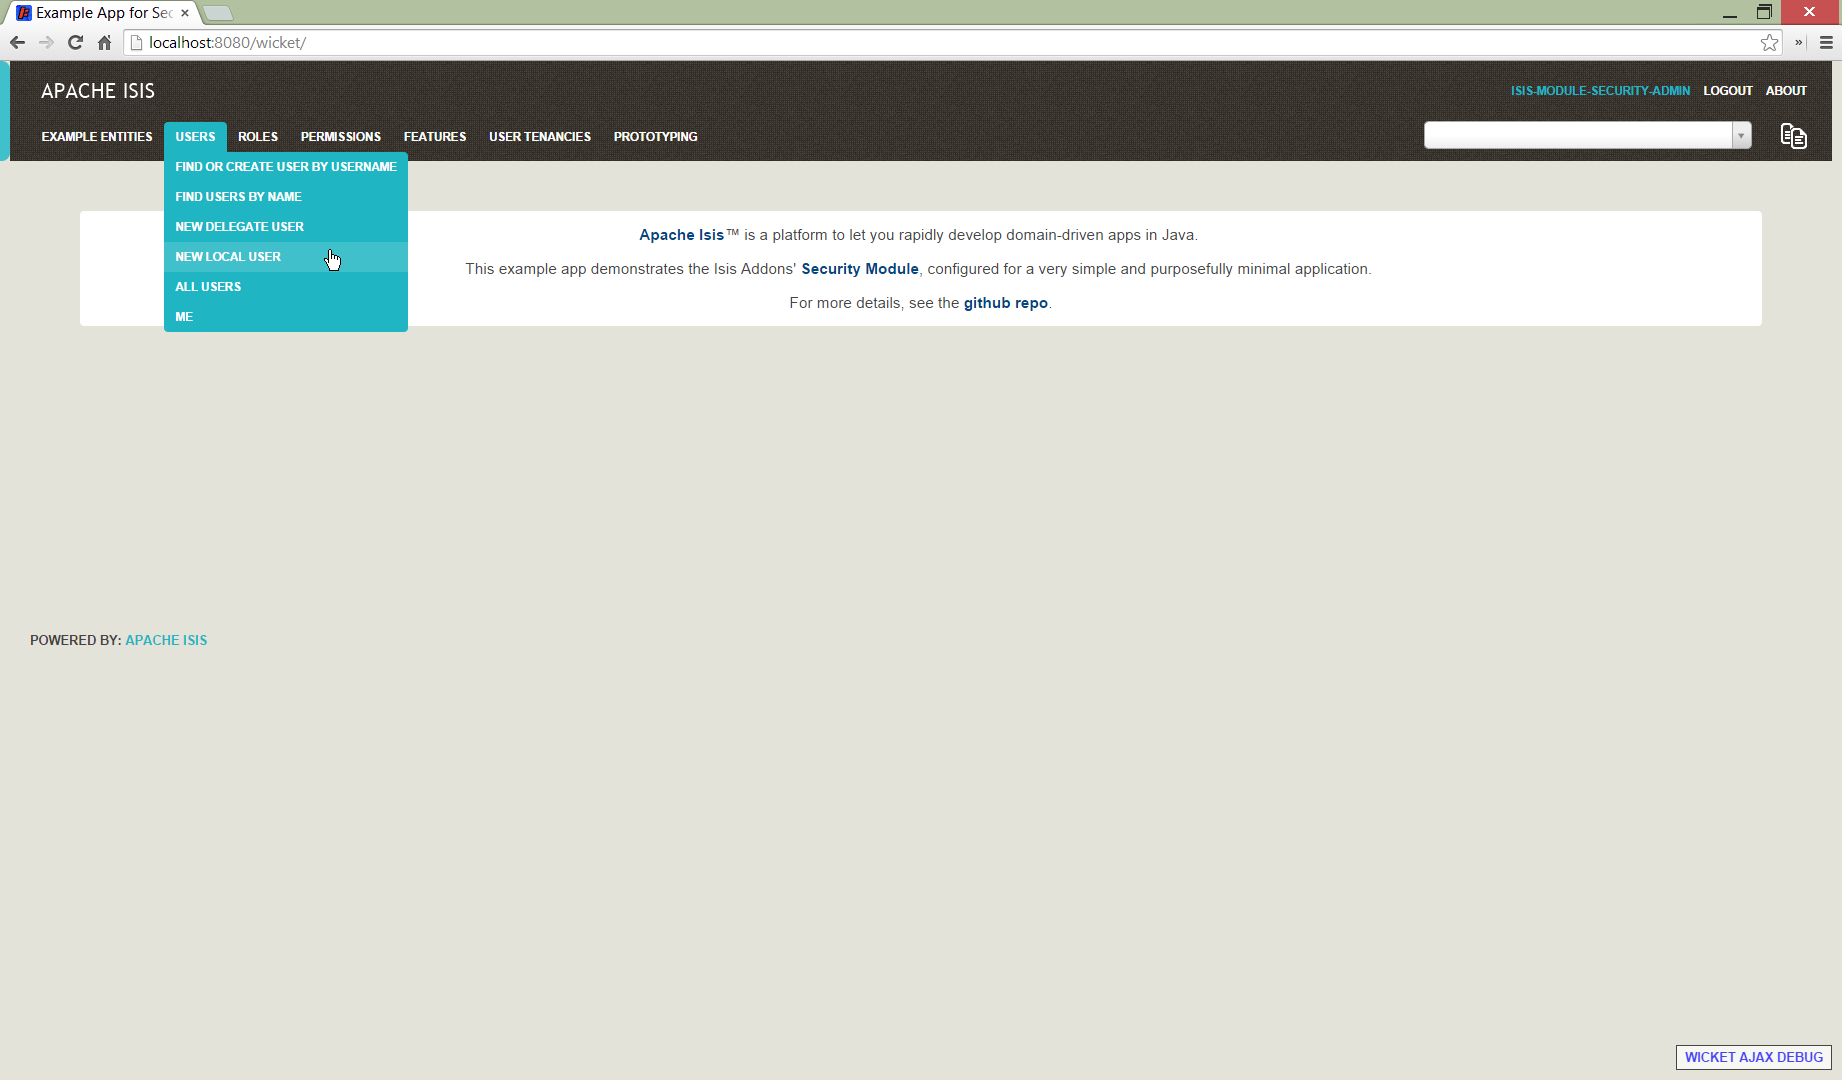 Example App for Sec
localhost:8080/wicket/
APACHE ISIS
ISIS-MODULE-SECURITY-ADMIN LOGOUT ABOUT
EXAMPLE ENTITIES USERS ROLES PERMISSIONS FEATURES USER TENANCIES PROTOTYPING
FIND OR CREATE USER BY USERNAME
FIND USERS BY NAME
NEW DELEGATE USER
NEW LOCAL USER
ALL USERS
ME
Apache Isis™ is a platform to let you rapidly develop domain-driven apps in Java.
This example app demonstrates the Isis Addons' Security Module, configured for a very simple and purposefully minimal application.
For more details, see the github repo.
POWERED BY: APACHE ISIS
WICKET AJAX DEBUG